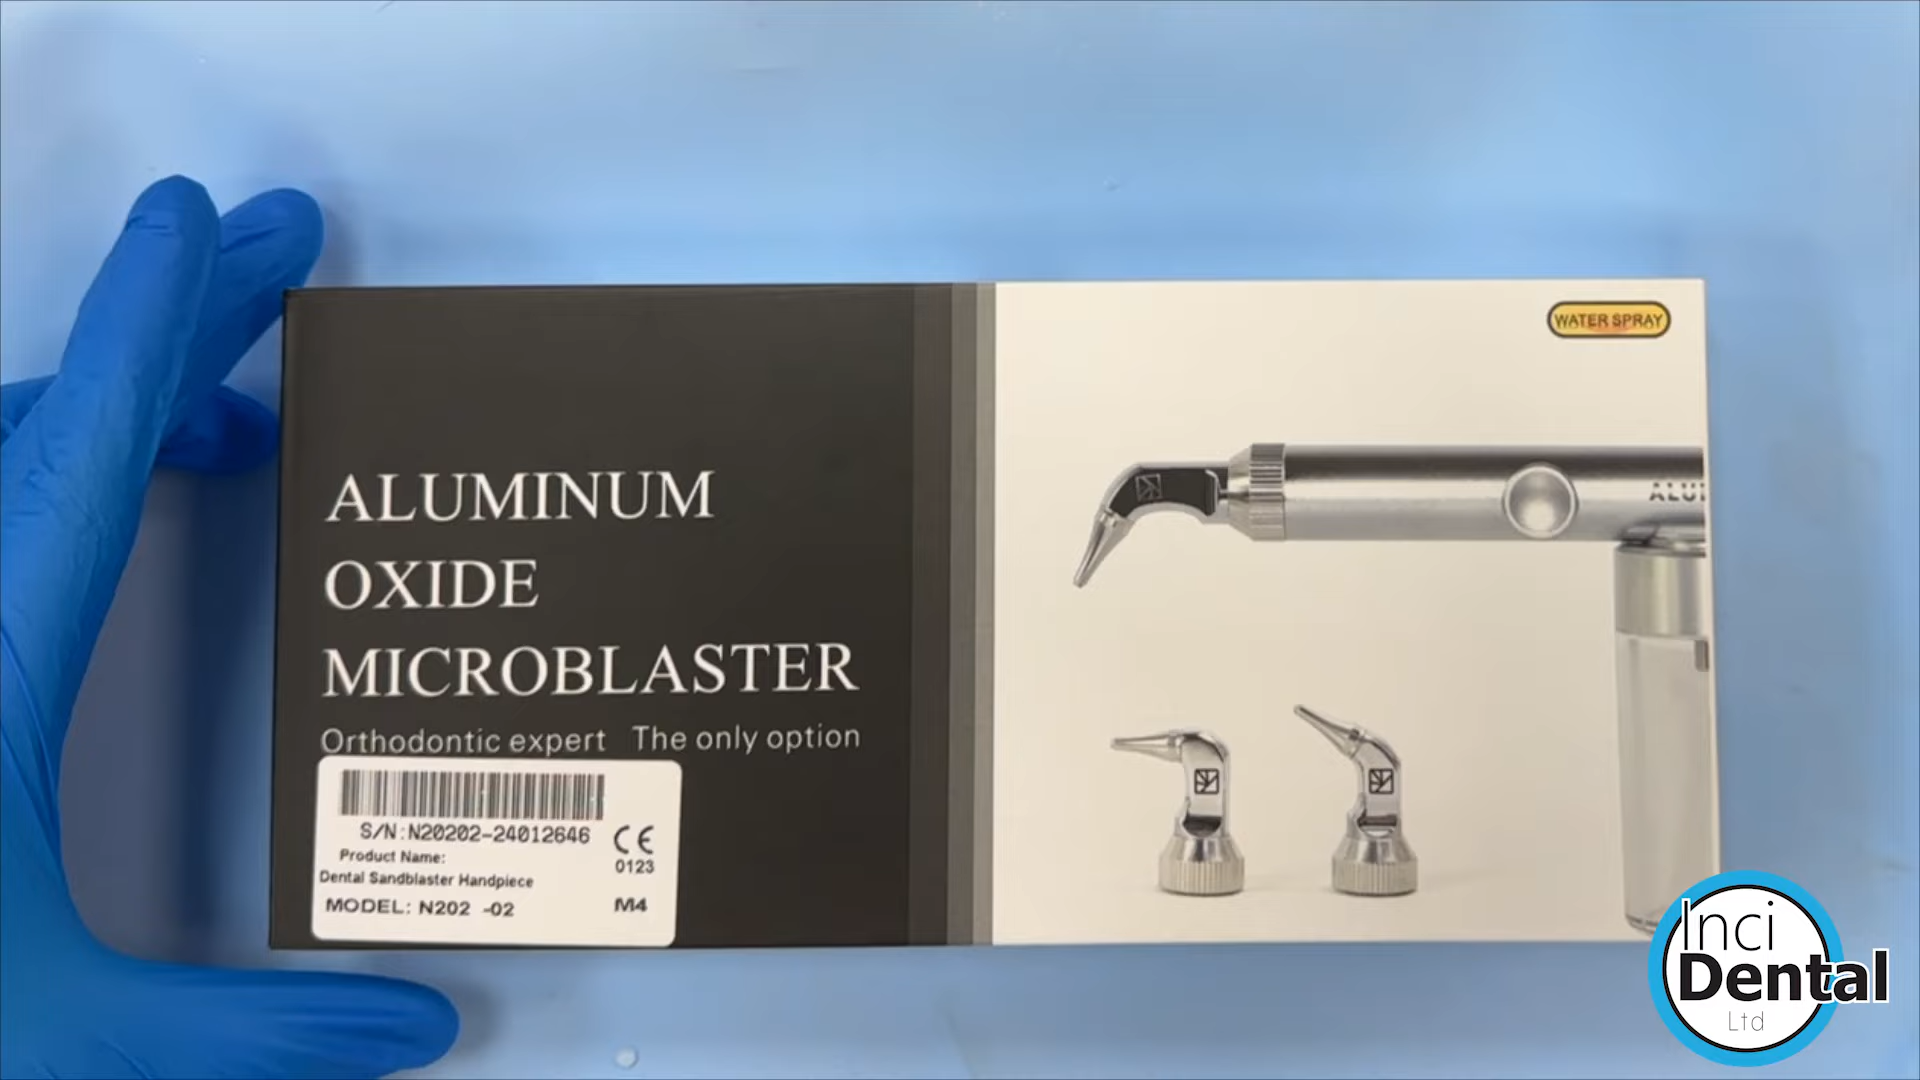 WATER SPRAY
ALUMINUM
OXIDE
MICROBLASTER
Orthodontic expert The only option
S/N:N20202-24012646
CE
0123
Product Name:
Dental Sandblaster Handpiece
MODEL: N202 -02
M4
ALUI
Inci
Dental
Ltd